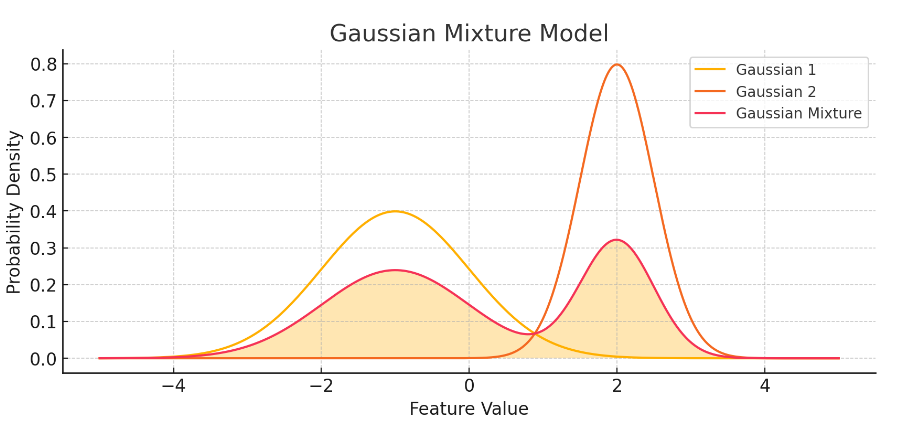 Gaussian Mixture Model
Gaussian 1
Gaussian 2
Gaussian Mixture
Probability Density
0.8
0.7
0.6
0.5
0.4
0.3
0.2
0.1
0.0
−4
−2
0
2
4
Feature Value